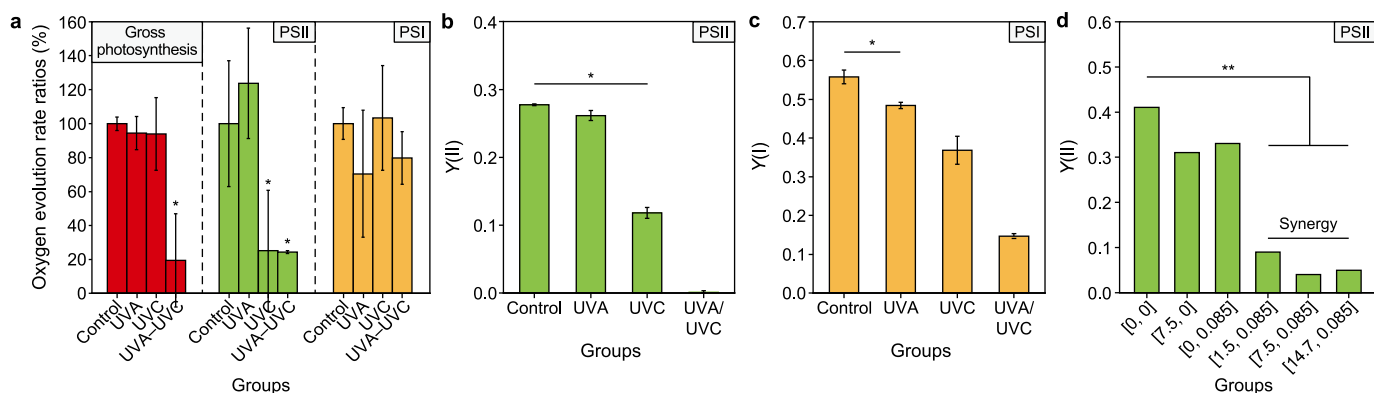 a
Oxygen evolution rate ratios (%)
160
140
120
100
80
60
40
20
0
Gross
photosynthesis
PSII
PSI
*
*
*
Control
UVA
UVC
UVA–UVC
Control
UVA
UVC
UVA–UVC
Control
UVA
UVC
UVA–UVC
Groups
b
Y(II)
0.4
0.3
0.2
0.1
0.0
PSII
*
Control
UVA
UVC
UVA/
UVC
Groups
c
Y(I)
0.7
0.6
0.5
0.4
0.3
0.2
0.1
0.0
PSI
*
Control
UVA
UVC
UVA/
UVC
Groups
d
Y(II)
0.6
0.5
0.4
0.3
0.2
0.1
0.0
PSII
**
Synergy
[0, 0]
[7.5, 0]
[0, 0.085]
[1.5, 0.085]
[7.5, 0.085]
[14.7, 0.085]
Groups